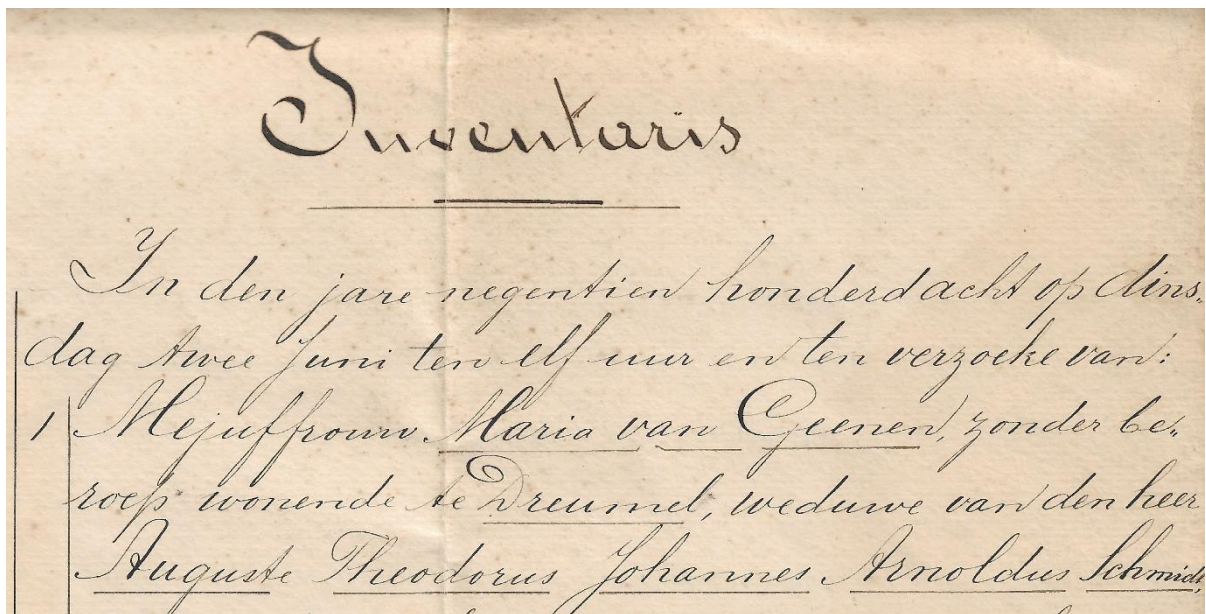 Inventaris
In den jare negentien honderd acht op dins-
dag twee Juni ten elf uur en ten verzoeke van:
1 Mejuffrouw Maria van Geenen, zonder be-
roep wonende te Dreumel, weduwe van den heer
Auguste Theodorus Johannes Arnoldus Schmidt,